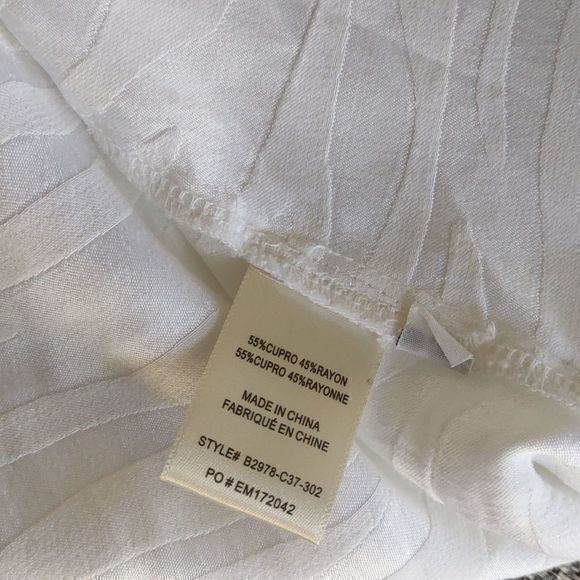 55%CUPRO 45%RAYON
55%CUPRO 45%RAYONNE
MADE IN CHINA
FABRIQUÉ EN CHINE
STYLE# B2978-C37-302
PO # EM172042